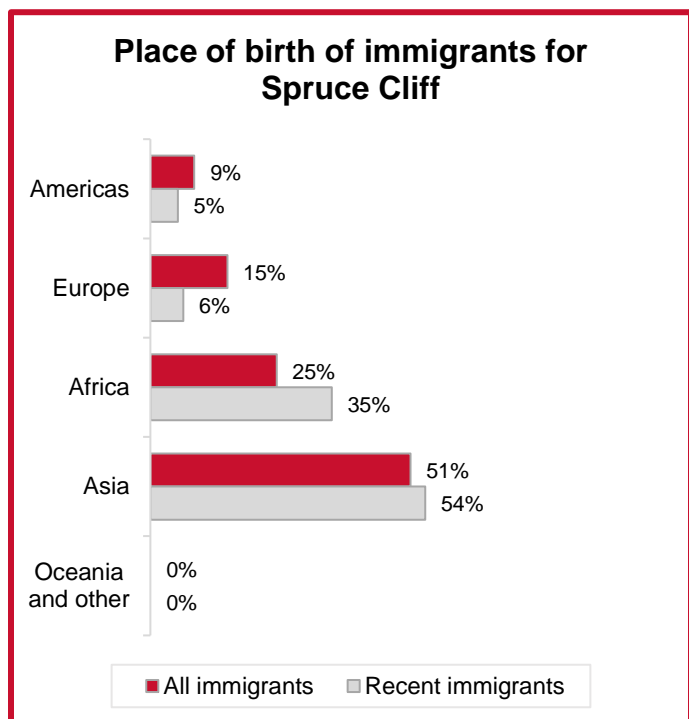 Place of birth of immigrants for
Spruce Cliff
Americas
9%
5%
Europe
15%
6%
Africa
25%
35%
Asia
51%
54%
Oceania
and other
0%
0%
All immigrants
Recent immigrants